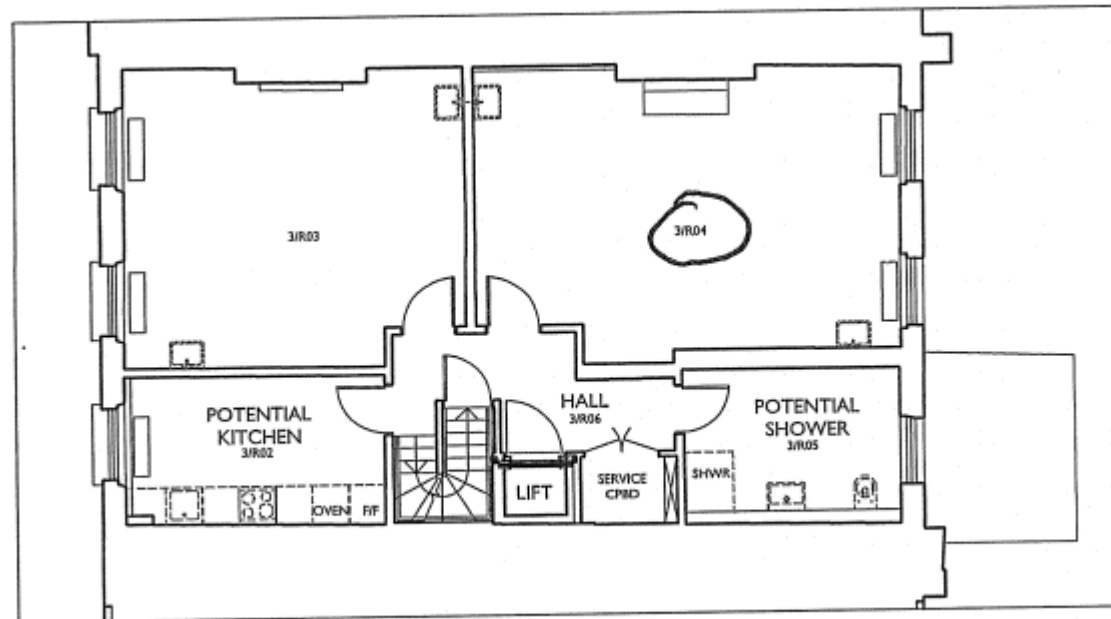 3/R03
3/R04
POTENTIAL
KITCHEN
3/R02
HALL
3/R06
POTENTIAL
SHOWER
3/R05
OVEN
F/F
LIFT
SERVICE
CPBD
SHWR